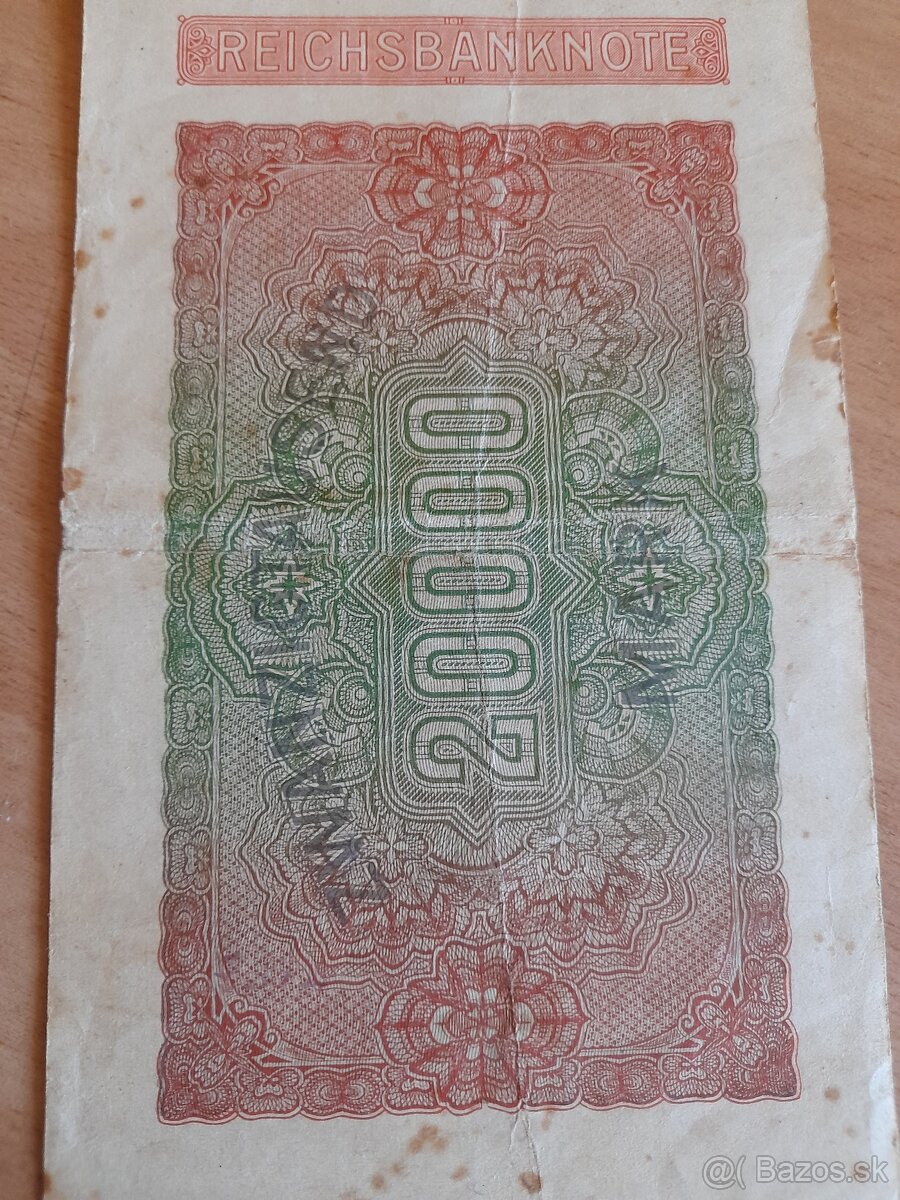 REICHSBANKNOTE
ZWANZIGTAUSEND
20000
MARK
@( Bazos.sk